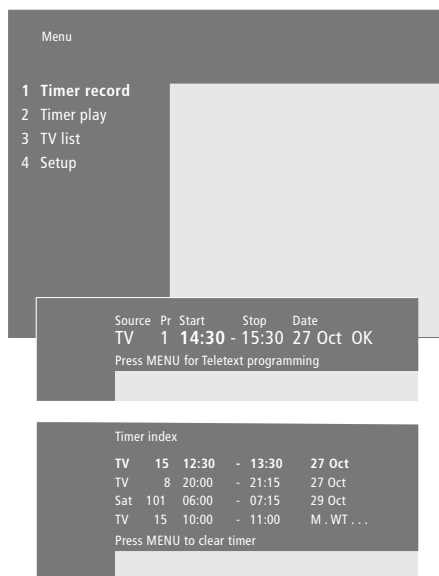 Menu
1 Timer record
2 Timer play
3 TV list
4 Setup
Source Pr Start Stop Date
TV 1 14:30 - 15:30 27 Oct OK
Press MENU for Teletext programming
Timer index
TV 15 12:30 - 13:30 27 Oct
TV 8 20:00 - 21:15 27 Oct
Sat 101 06:00 - 07:15 29 Oct
TV 15 10:00 - 11:00 M . WT . . .
Press MENU to clear timer